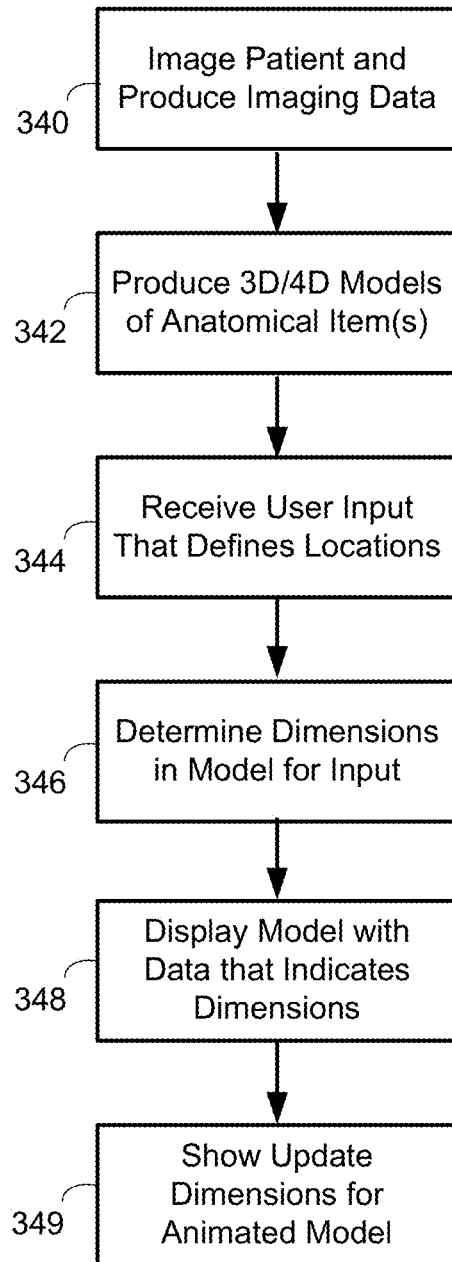 Image Patient and
Produce Imaging Data
340
Produce 3D/4D Models
of Anatomical Item(s)
342
Receive User Input
That Defines Locations
344
Determine Dimensions
in Model for Input
346
Display Model with
Data that Indicates
Dimensions
348
Show Update
Dimensions for
Animated Model
349